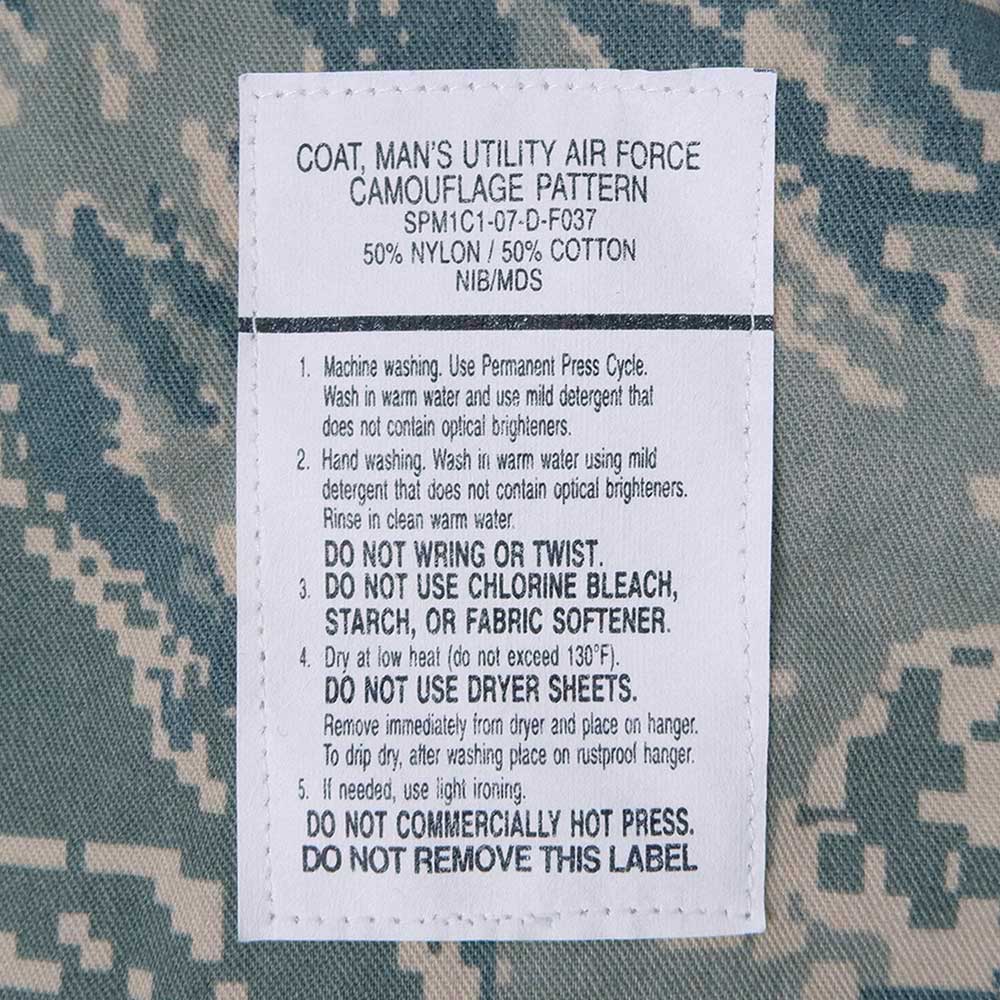 COAT, MAN'S UTILITY AIR FORCE
CAMOUFLAGE PATTERN
SPM1C1-07-D-F037
50% NYLON / 50% COTTON
NIB/MDS
1. Machine washing. Use Permanent Press Cycle.
Wash in warm water and use mild detergent that
does not contain optical brighteners.
2. Hand washing. Wash in warm water using mild
detergent that does not contain optical brighteners.
Rinse in clean warm water.
DO NOT WRING OR TWIST.
3. DO NOT USE CHLORINE BLEACH,
STARCH, OR FABRIC SOFTENER.
4. Dry at low heat (do not exceed 130°F).
DO NOT USE DRYER SHEETS.
Remove immediately from dryer and place on hanger.
To drip dry, after washing place on rustproof hanger.
5. If needed, use light ironing.
DO NOT COMMERCIALLY HOT PRESS.
DO NOT REMOVE THIS LABEL